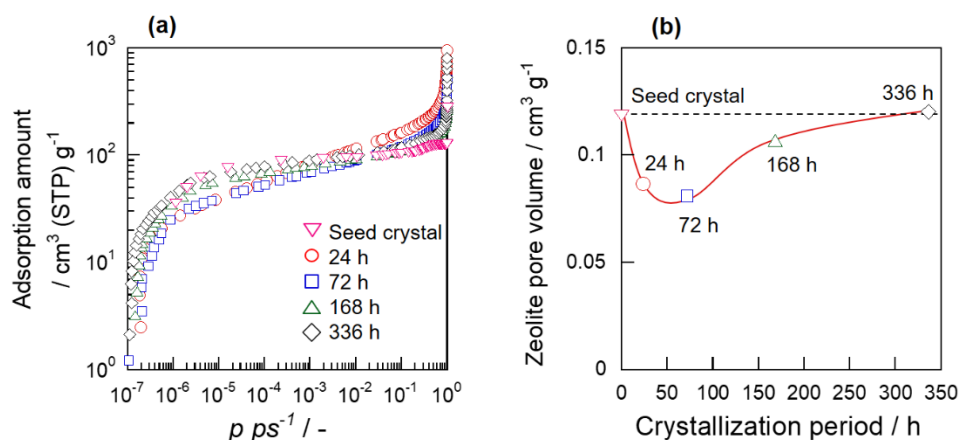 (a)
Adsorption amount
/ cm³ (STP) g⁻¹
10³
10²
10¹
10⁰
Seed crystal
24 h
72 h
168 h
336 h
10⁻⁷ 10⁻⁶ 10⁻⁵ 10⁻⁴ 10⁻³ 10⁻² 10⁻¹ 10⁰
p ps⁻¹ / -
(b)
Zeolite pore volume / cm³ g⁻¹
0.15
0.1
0.05
0
Seed crystal
336 h
24 h
168 h
72 h
0 50 100 150 200 250 300 350
Crystallization period / h